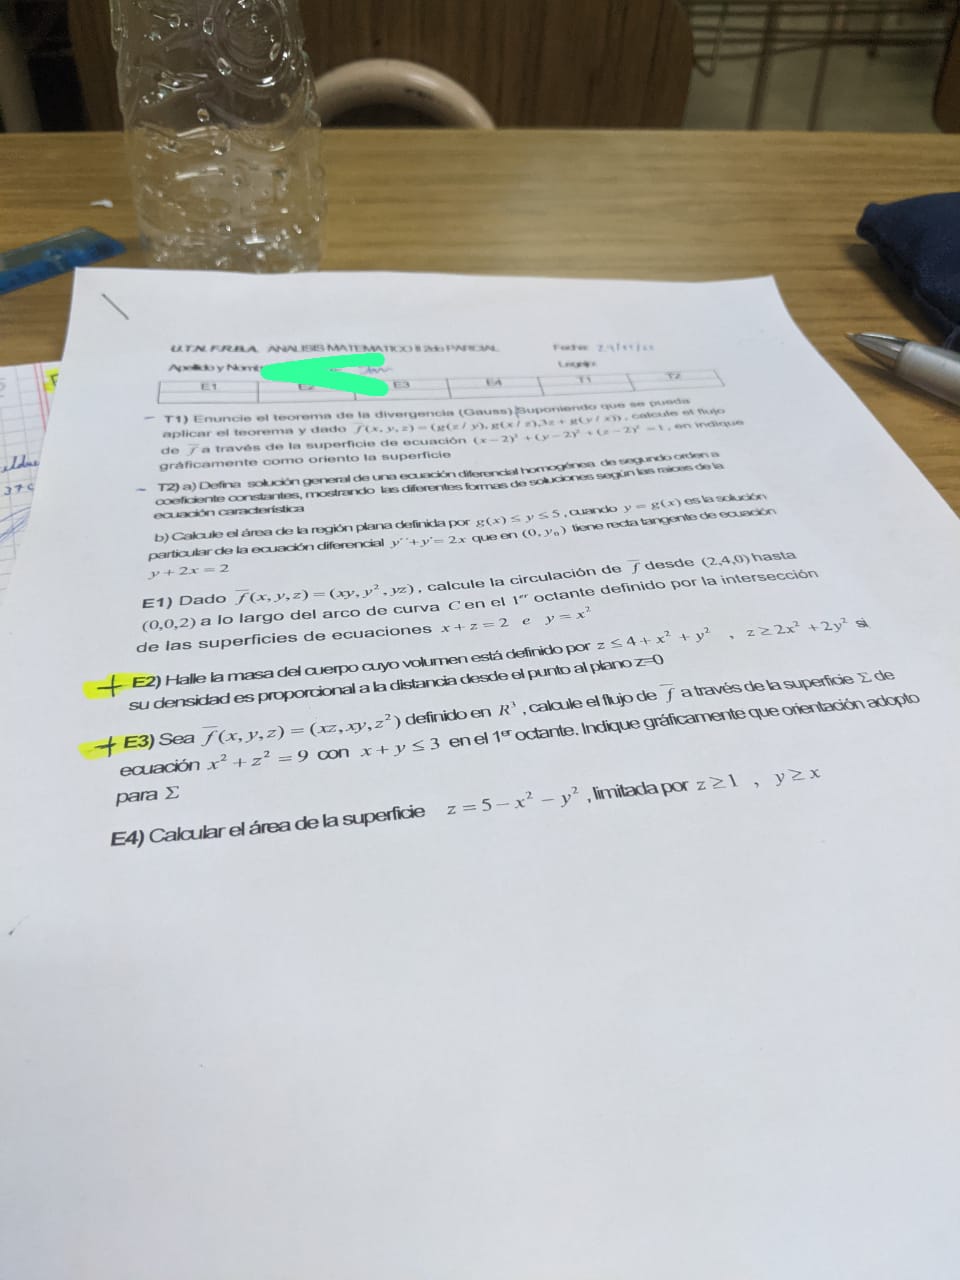 U.T.N. F.R.B.A. ANALISIS MATEMATICO II 2do PARCIAL Fecha:
Apellido y Nomb Legajo:
E1 E2 E3 E4 T1 T2
T1) Enuncie el teorema de la divergencia (Gauss).Suponiendo que se pueda
aplicar el teorema y dado f(x, y, z) = (g(z / y), g(x / z), 3z + g(y / x)), calcule el flujo
de f a través de la superficie de ecuación (x − 2)² + (y − 2)² + (z − 2)² = 1, en indique
gráficamente como oriento la superficie
T2) a) Defina solución general de una ecuación diferencial homogénea de segundo orden a
coeficiente constantes, mostrando las diferentes formas de soluciones según las raíces de la
ecuación característica
b) Calcule el área de la región plana definida por g(x) ≤ y ≤ 5, cuando y = g(x) es la solución
particular de la ecuación diferencial y''+y'= 2x que en (0, y₀) tiene recta tangente de ecuación
y + 2x = 2
E1) Dado f(x, y, z) = (xy, y², yz), calcule la circulación de f desde (2,4,0) hasta
(0,0,2) a lo largo del arco de curva C en el 1er octante definido por la intersección
de las superficies de ecuaciones x + z = 2 e y = x²
E2) Halle la masa del cuerpo cuyo volumen está definido por z ≤ 4 + x² + y² , z ≥ 2x² + 2y² si
su densidad es proporcional a la distancia desde el punto al plano z=0
E3) Sea f(x, y, z) = (xz, xy, z²) definido en R³, calcule el flujo de f a través de la superficie Σ de
ecuación x² + z² = 9 con x + y ≤ 3 en el 1er octante. Indique gráficamente que orientación adopto
para Σ
E4) Calcular el área de la superficie z = 5 − x² − y², limitada por z ≥ 1 , y ≥ x